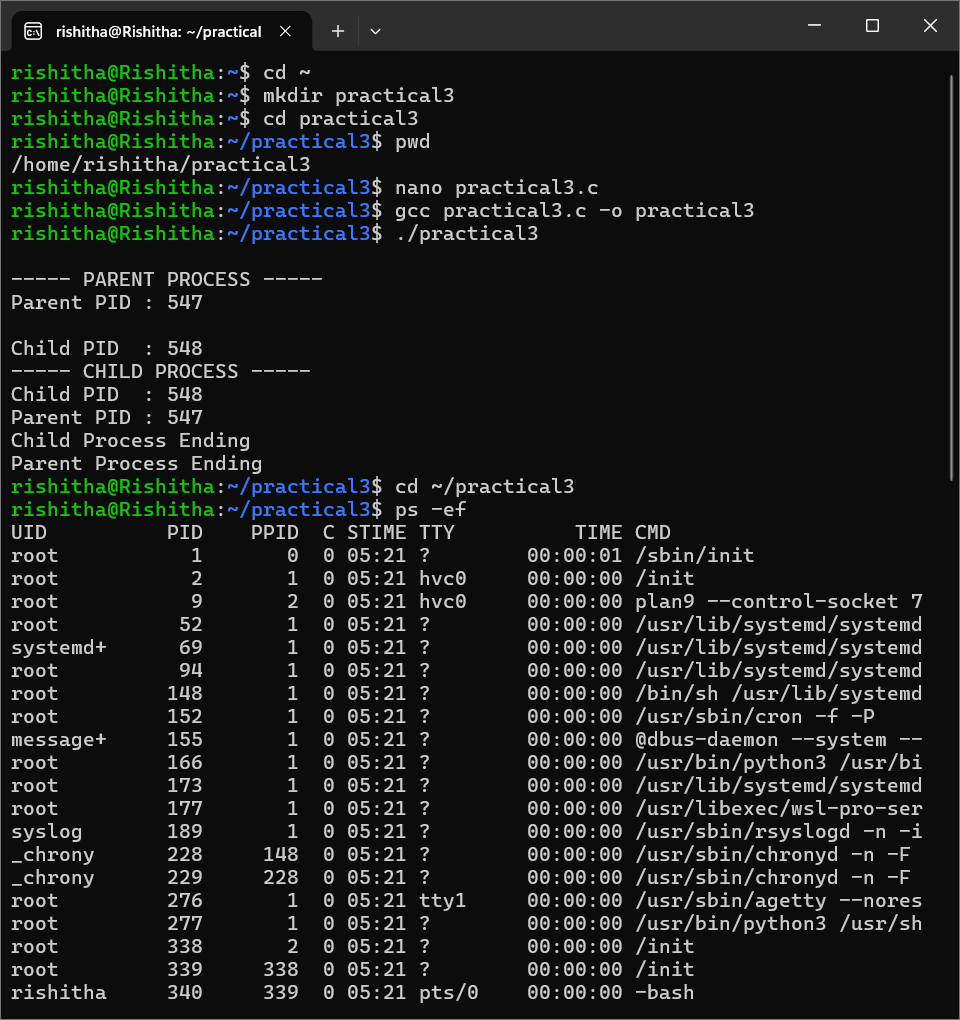 rishitha@Rishitha: ~/practical
rishitha@Rishitha:~$ cd ~
rishitha@Rishitha:~$ mkdir practical3
rishitha@Rishitha:~$ cd practical3
rishitha@Rishitha:~/practical3$ pwd
/home/rishitha/practical3
rishitha@Rishitha:~/practical3$ nano practical3.c
rishitha@Rishitha:~/practical3$ gcc practical3.c -o practical3
rishitha@Rishitha:~/practical3$ ./practical3

----- PARENT PROCESS -----
Parent PID : 547

Child PID  : 548
----- CHILD PROCESS -----
Child PID  : 548
Parent PID : 547
Child Process Ending
Parent Process Ending
rishitha@Rishitha:~/practical3$ cd ~/practical3
rishitha@Rishitha:~/practical3$ ps -ef
UID          PID    PPID  C STIME TTY          TIME CMD
root           1       0  0 05:21 ?        00:00:01 /sbin/init
root           2       1  0 05:21 hvc0     00:00:00 /init
root           9       2  0 05:21 hvc0     00:00:00 plan9 --control-socket 7
root          52       1  0 05:21 ?        00:00:00 /usr/lib/systemd/systemd
systemd+      69       1  0 05:21 ?        00:00:00 /usr/lib/systemd/systemd
root          94       1  0 05:21 ?        00:00:00 /usr/lib/systemd/systemd
root         148       1  0 05:21 ?        00:00:00 /bin/sh /usr/lib/systemd
root         152       1  0 05:21 ?        00:00:00 /usr/sbin/cron -f -P
message+     155       1  0 05:21 ?        00:00:00 @dbus-daemon --system --
root         166       1  0 05:21 ?        00:00:00 /usr/bin/python3 /usr/bi
root         173       1  0 05:21 ?        00:00:00 /usr/lib/systemd/systemd
root         177       1  0 05:21 ?        00:00:00 /usr/libexec/wsl-pro-ser
syslog       189       1  0 05:21 ?        00:00:00 /usr/sbin/rsyslogd -n -i
_chrony      228     148  0 05:21 ?        00:00:00 /usr/sbin/chronyd -n -F
_chrony      229     228  0 05:21 ?        00:00:00 /usr/sbin/chronyd -n -F
root         276       1  0 05:21 tty1     00:00:00 /usr/sbin/agetty --nores
root         277       1  0 05:21 ?        00:00:00 /usr/bin/python3 /usr/sh
root         338       2  0 05:21 ?        00:00:00 /init
root         339     338  0 05:21 ?        00:00:00 /init
rishitha     340     339  0 05:21 pts/0    00:00:00 -bash